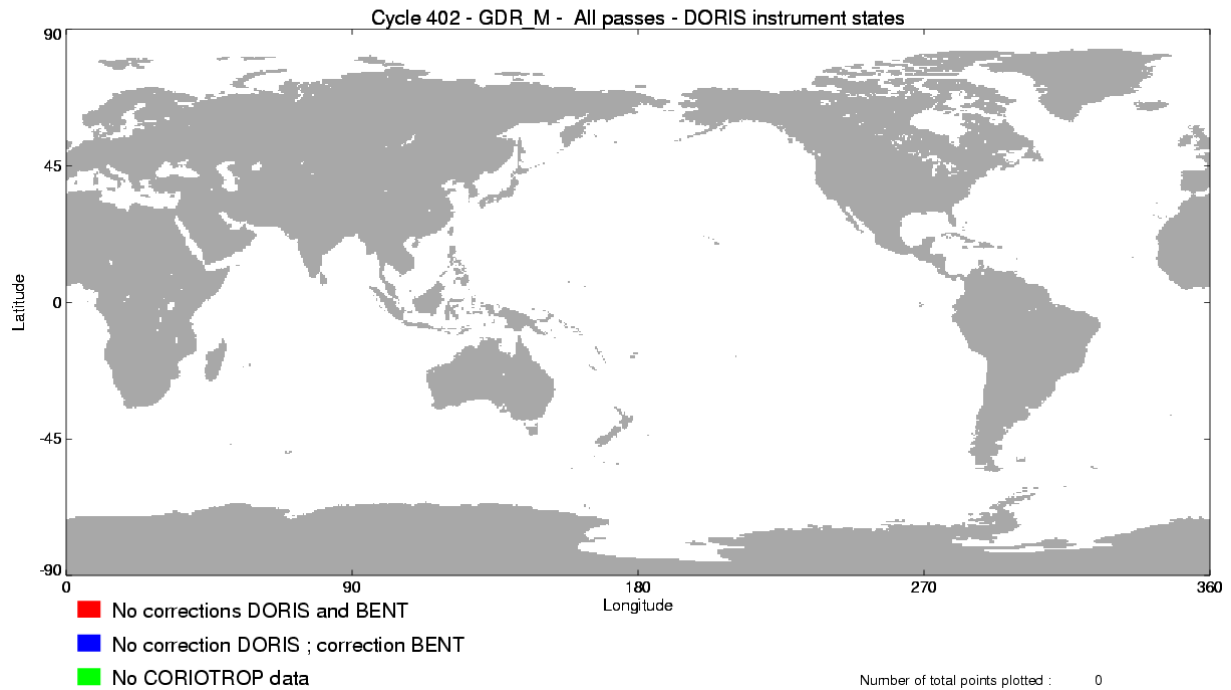 Cycle 402 - GDR_M - All passes - DORIS instrument states
90
45
0
-45
-90
Latitude
0 90 180 270 360
Longitude
No corrections DORIS and BENT
No correction DORIS ; correction BENT
No CORIOTROP data
Number of total points plotted : 0